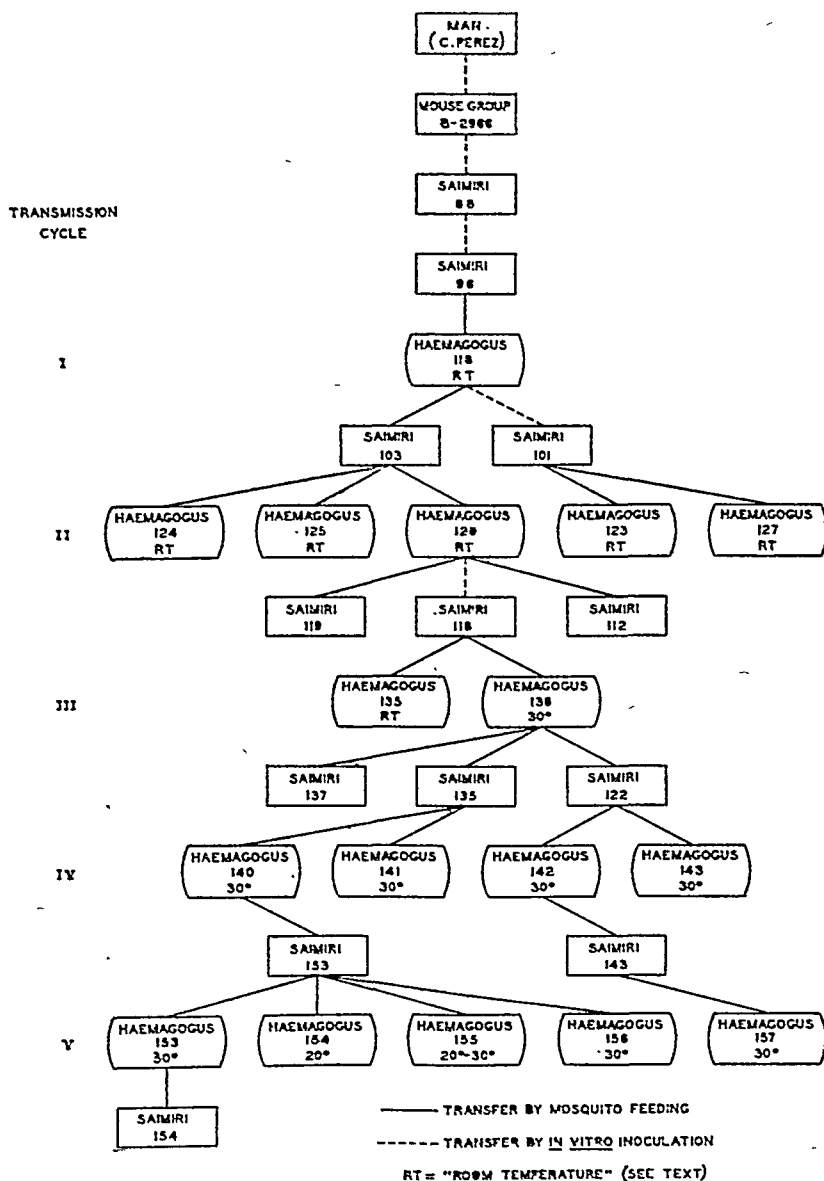 MAN
(C. PEREZ)
MOUSE GROUP
B-2966
SAIMIRI
TRANSMISSION
CYCLE
SAIMIRI
I
HAEMAGOGUS
118
RT
SAIMIRI
103
SAIMIRI
101
II
HAEMAGOGUS
124
RT
HAEMAGOGUS
125
RT
HAEMAGOGUS
RT
HAEMAGOGUS
123
RT
HAEMAGOGUS
127
RT
SAIMIRI
119
SAIMIRI
118
SAIMIRI
112
III
HAEMAGOGUS
135
RT
HAEMAGOGUS
30°
SAIMIRI
137
SAIMIRI
135
SAIMIRI
122
IV
HAEMAGOGUS
140
30°
HAEMAGOGUS
141
30°
HAEMAGOGUS
142
30°
HAEMAGOGUS
143
30°
SAIMIRI
153
SAIMIRI
143
V
HAEMAGOGUS
153
30°
HAEMAGOGUS
154
20°
HAEMAGOGUS
155
20°-30°
HAEMAGOGUS
156
30°
HAEMAGOGUS
157
30°
SAIMIRI
154
TRANSFER BY MOSQUITO FEEDING
TRANSFER BY IN VITRO INOCULATION
RT = "ROOM TEMPERATURE" (SEE TEXT)